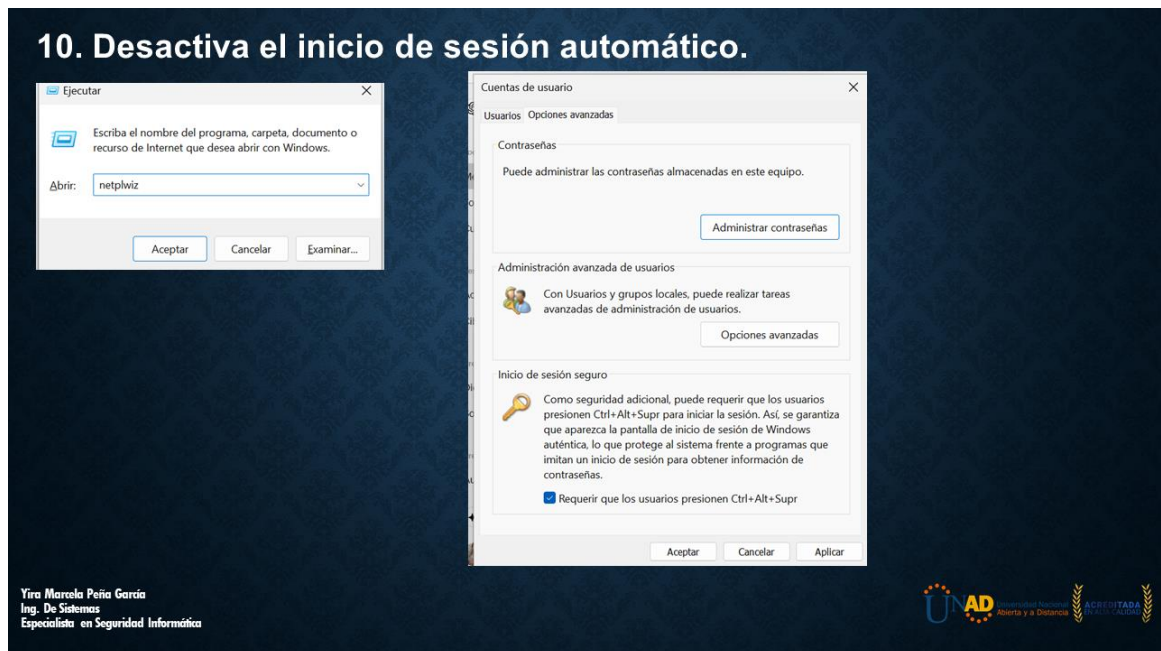 10. Desactiva el inicio de sesión automático.
Ejecutar
Escriba el nombre del programa, carpeta, documento o
recurso de Internet que desea abrir con Windows.
Abrir:
netplwiz
Aceptar
Cancelar
Examinar...
Cuentas de usuario
Usuarios
Opciones avanzadas
Contraseñas
Puede administrar las contraseñas almacenadas en este equipo.
Administrar contraseñas
Administración avanzada de usuarios
Con Usuarios y grupos locales, puede realizar tareas
avanzadas de administración de usuarios.
Opciones avanzadas
Inicio de sesión seguro
Como seguridad adicional, puede requerir que los usuarios
presionen Ctrl+Alt+Supr para iniciar la sesión. Así, se garantiza
que aparezca la pantalla de inicio de sesión de Windows
auténtica, lo que protege al sistema frente a programas que
imitan un inicio de sesión para obtener información de
contraseñas.
Requerir que los usuarios presionen Ctrl+Alt+Supr
Aceptar
Cancelar
Aplicar
Yira Marcela Peña García
Ing. De Sistemas
Especialista en Seguridad Informática
UNAD
Universidad Nacional
Abierta y a Distancia
ACREDITADA
EN ALTA CALIDAD